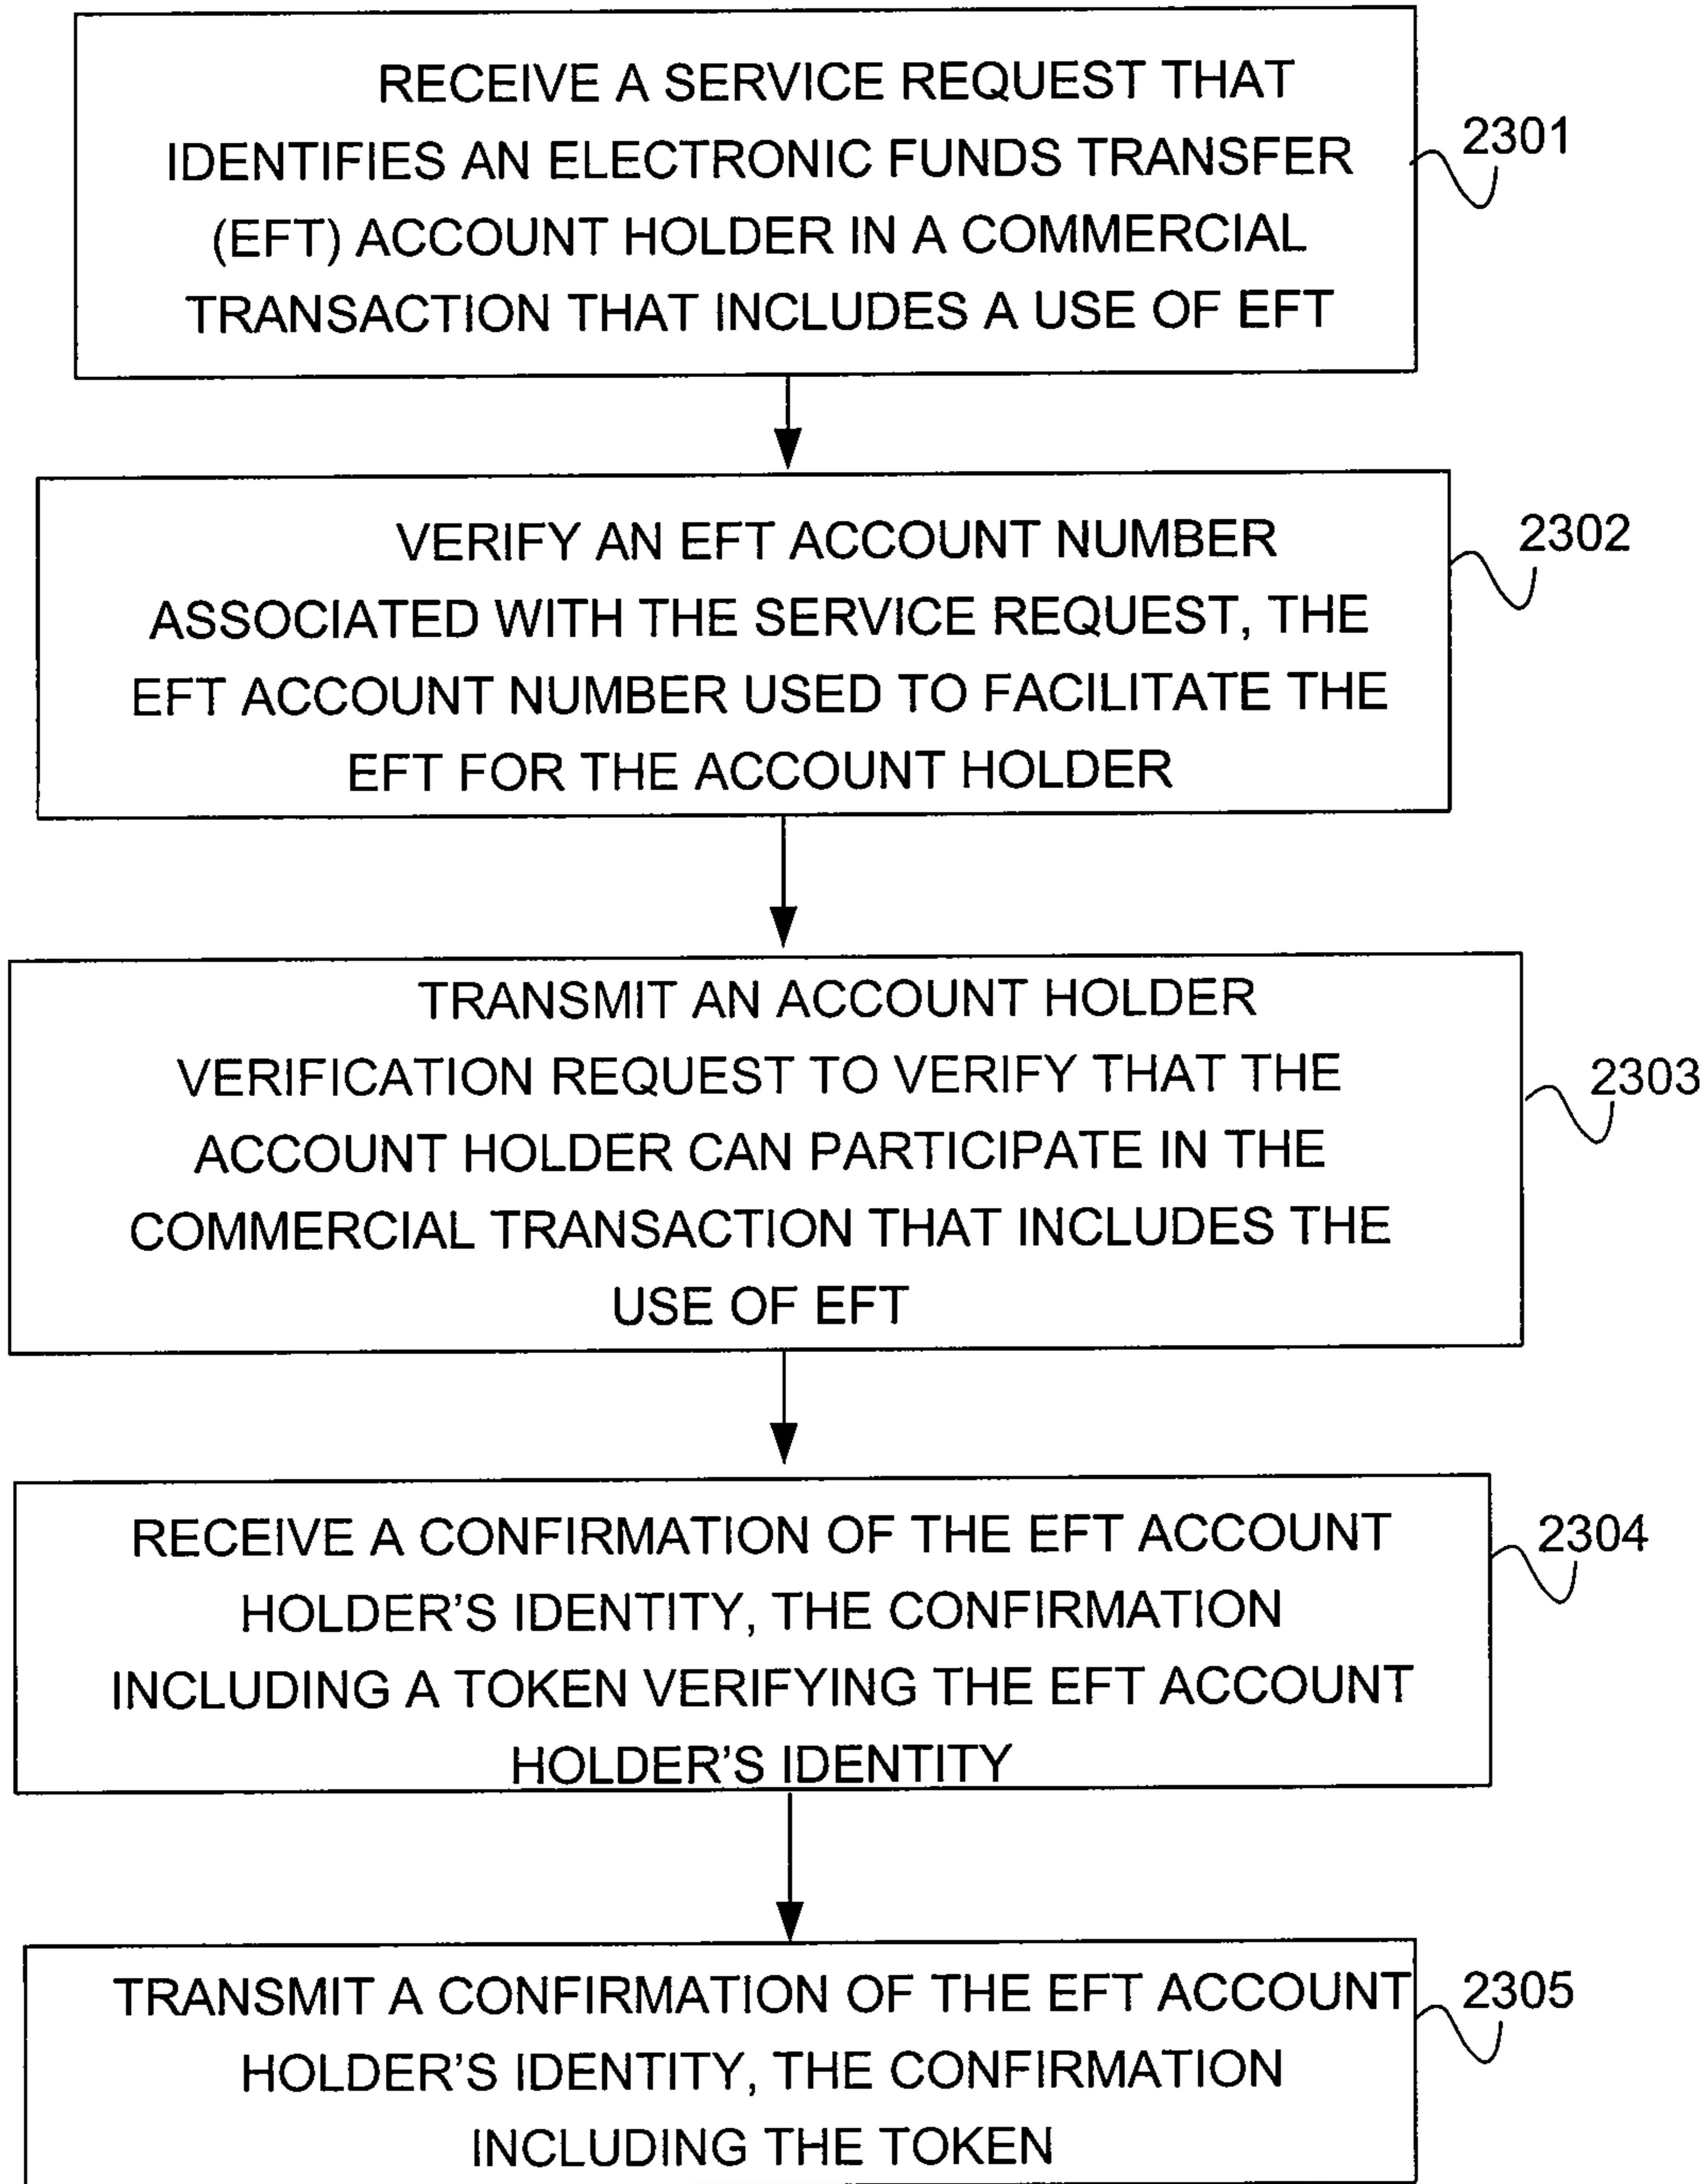 RECEIVE A SERVICE REQUEST THAT
IDENTIFIES AN ELECTRONIC FUNDS TRANSFER
(EFT) ACCOUNT HOLDER IN A COMMERCIAL
TRANSACTION THAT INCLUDES A USE OF EFT
2301
VERIFY AN EFT ACCOUNT NUMBER
ASSOCIATED WITH THE SERVICE REQUEST, THE
EFT ACCOUNT NUMBER USED TO FACILITATE THE
EFT FOR THE ACCOUNT HOLDER
2302
TRANSMIT AN ACCOUNT HOLDER
VERIFICATION REQUEST TO VERIFY THAT THE
ACCOUNT HOLDER CAN PARTICIPATE IN THE
COMMERCIAL TRANSACTION THAT INCLUDES THE
USE OF EFT
2303
RECEIVE A CONFIRMATION OF THE EFT ACCOUNT
HOLDER’S IDENTITY, THE CONFIRMATION
INCLUDING A TOKEN VERIFYING THE EFT ACCOUNT
HOLDER’S IDENTITY
2304
TRANSMIT A CONFIRMATION OF THE EFT ACCOUNT
HOLDER’S IDENTITY, THE CONFIRMATION
INCLUDING THE TOKEN
2305